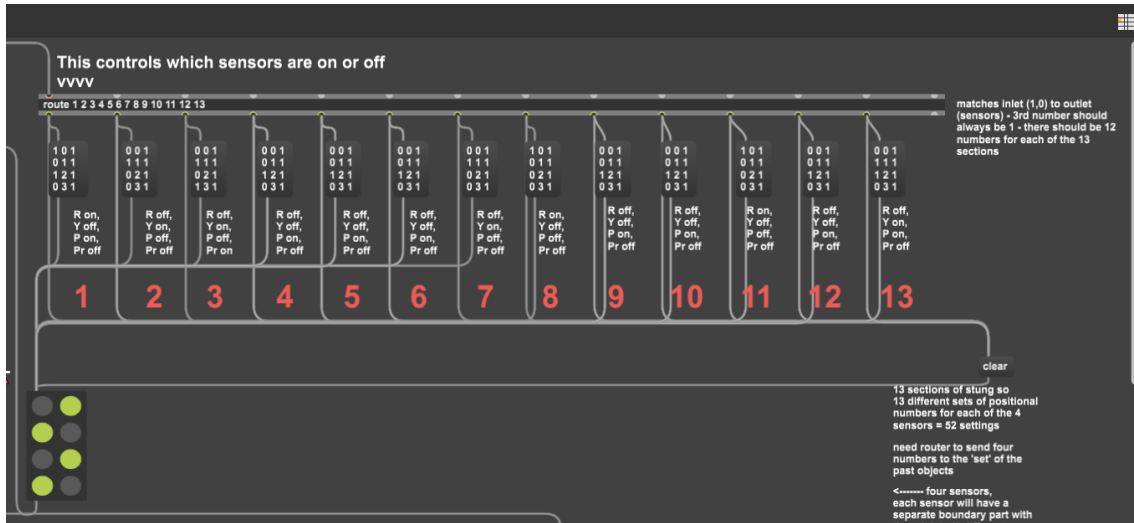 This controls which sensors are on or off
vvvv
route 1 2 3 4 5 6 7 8 9 10 11 12 13
matches inlet (1,0) to outlet
(sensors) - 3rd number should
always be 1 - there should be 12
numbers for each of the 13
sections
1 0 1
0 1 1
1 2 1
0 3 1
0 0 1
1 1 1
0 2 1
0 3 1
0 0 1
1 1 1
0 2 1
1 3 1
0 0 1
0 1 1
1 2 1
0 3 1
0 0 1
0 1 1
1 2 1
0 3 1
0 0 1
0 1 1
1 2 1
0 3 1
0 0 1
1 1 1
0 2 1
0 3 1
1 0 1
0 1 1
0 2 1
0 3 1
0 0 1
0 1 1
1 2 1
0 3 1
0 0 1
0 1 1
1 2 1
0 3 1
1 0 1
0 1 1
0 2 1
0 3 1
0 0 1
0 1 1
0 2 1
0 3 1
0 0 1
1 1 1
1 2 1
0 3 1
R on,
Y off,
P on,
Pr off
R off,
Y on,
P off,
Pr off
R off,
Y on,
P off,
Pr on
R off,
Y off,
P on,
Pr off
R off,
Y off,
P on,
Pr off
R off,
Y off,
P on,
Pr off
R off,
Y on,
P off,
Pr off
R on,
Y off,
P off,
Pr off
R off,
Y off,
P on,
Pr off
R off,
Y off,
P on,
Pr off
R on,
Y off,
P on,
Pr off
R off,
Y off,
P off,
Pr off
R off,
Y off,
P on,
Pr off
1 2 3 4 5 6 7 8 9 10 11 12 13
clear
13 sections of stung so
13 different sets of positional
numbers for each of the 4
sensors = 52 settings
need router to send four
numbers to the 'set' of the
past objects
<------- four sensors,
each sensor will have a
separate boundary part with